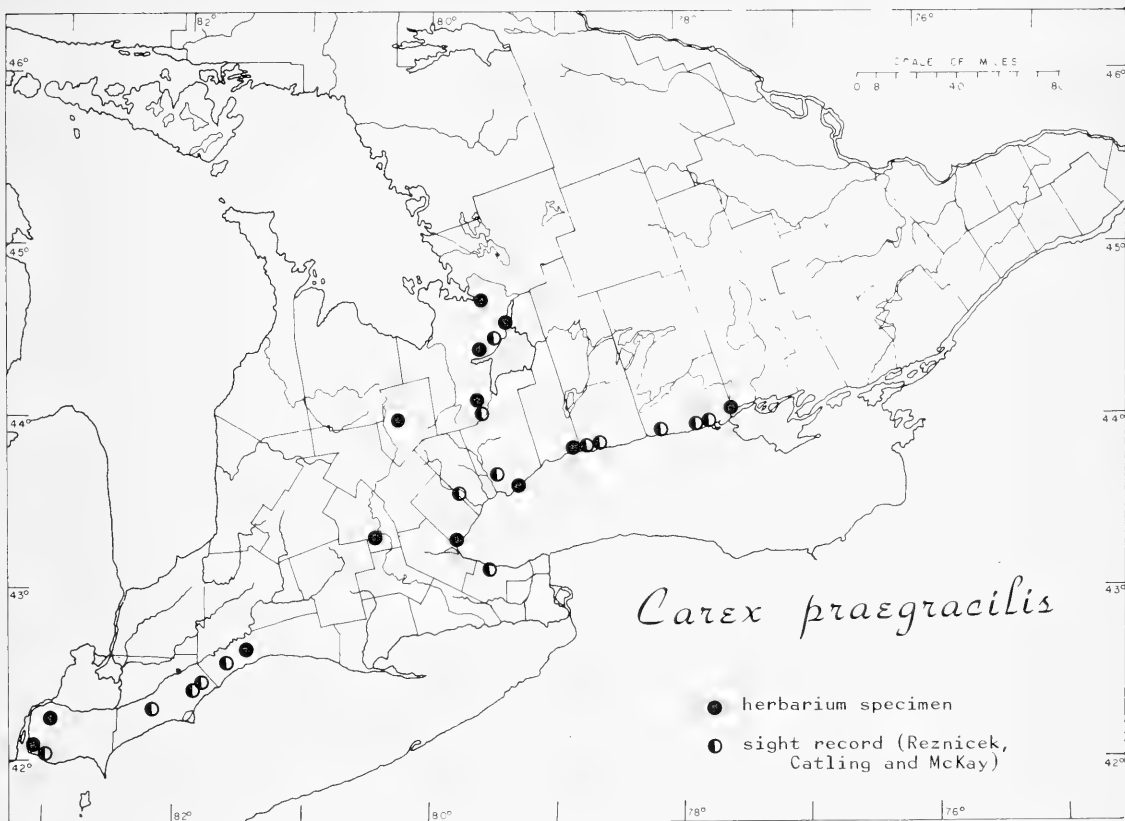 82° 80 78 76°
SCALE OF MILES
0 8 40 80
46° 46°
45° 45°
44° 44°
43° 43°
Carex praegracilis
herbarium specimen
sight record (Reznicek,
Catling and McKay)
42° 42°
82° 80° 78° 76°